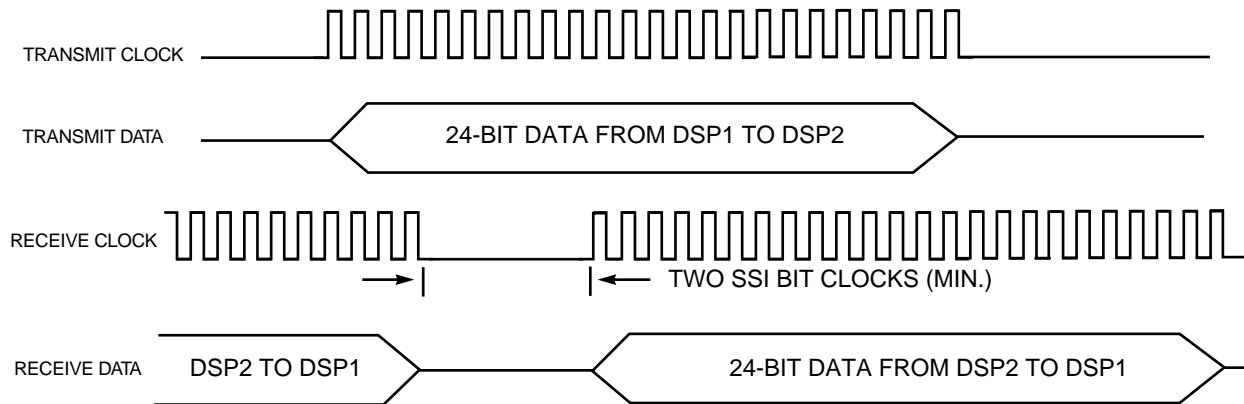 TRANSMIT CLOCK
TRANSMIT DATA
24-BIT DATA FROM DSP1 TO DSP2
RECEIVE CLOCK
TWO SSI BIT CLOCKS (MIN.)
RECEIVE DATA
DSP2 TO DSP1
24-BIT DATA FROM DSP2 TO DSP1